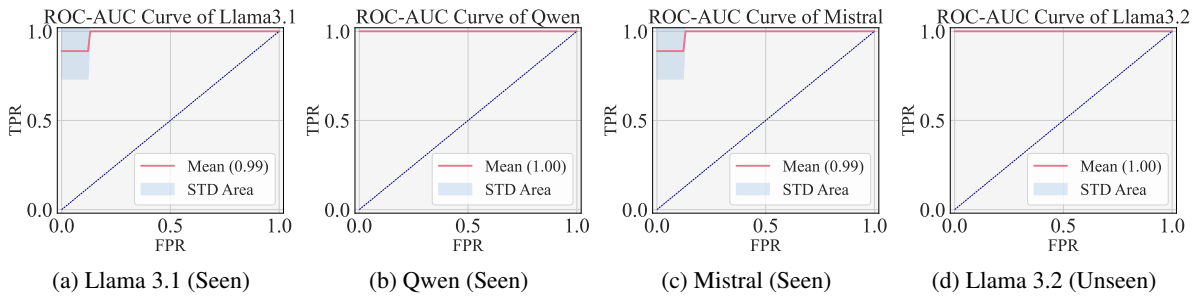 ROC-AUC Curve of Llama3.1
1.0
0.5
0.0
TPR
Mean (0.99)
STD Area
0.0 0.5 1.0
FPR
(a) Llama 3.1 (Seen)
ROC-AUC Curve of Qwen
1.0
0.5
0.0
TPR
Mean (1.00)
STD Area
0.0 0.5 1.0
FPR
(b) Qwen (Seen)
ROC-AUC Curve of Mistral
1.0
0.5
0.0
TPR
Mean (0.99)
STD Area
0.0 0.5 1.0
FPR
(c) Mistral (Seen)
ROC-AUC Curve of Llama3.2
1.0
0.5
0.0
TPR
Mean (1.00)
STD Area
0.0 0.5 1.0
FPR
(d) Llama 3.2 (Unseen)